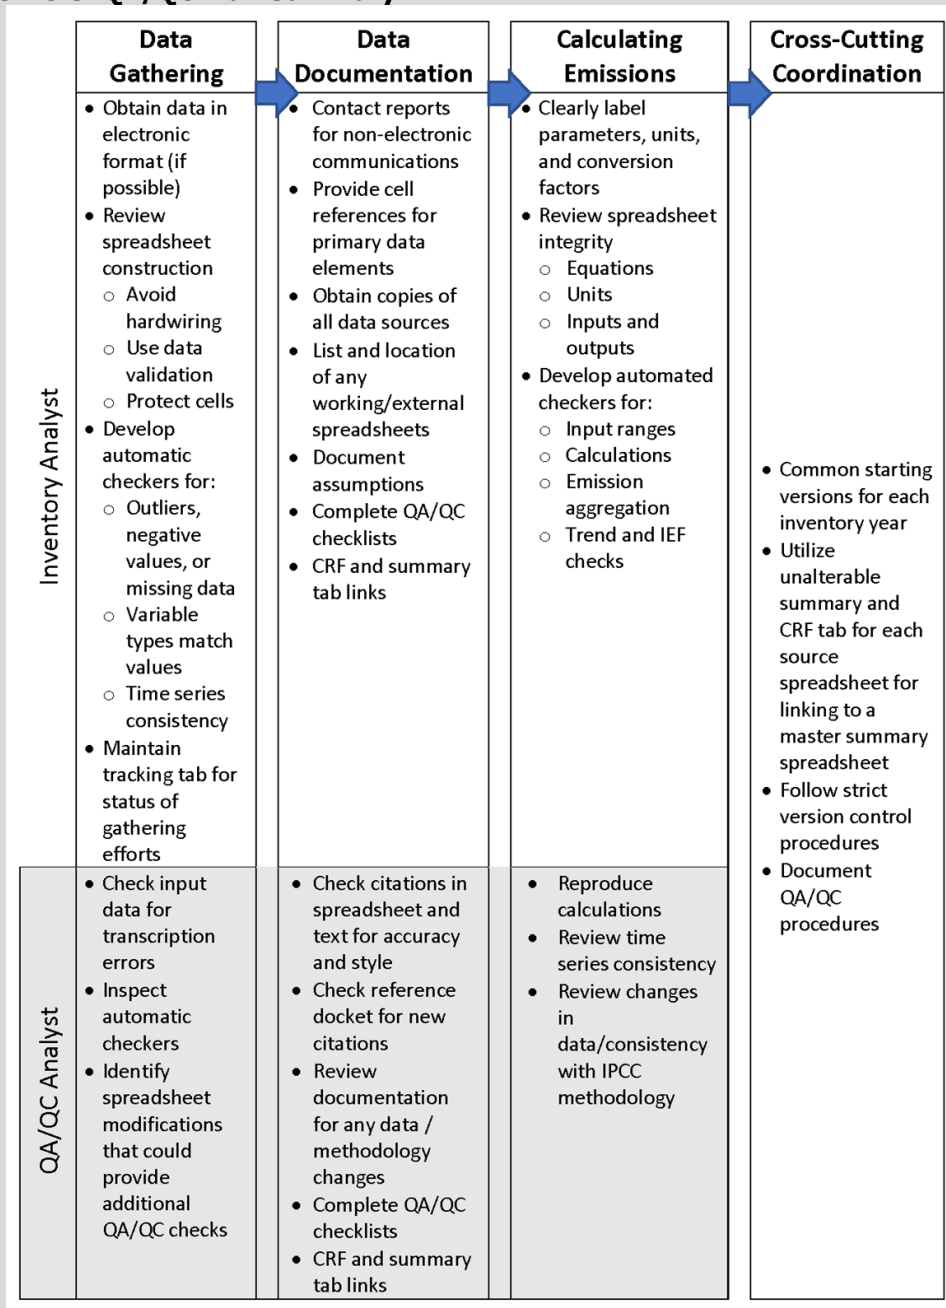 Data
Gathering
Data
Documentation
Calculating
Emissions
Cross-Cutting
Coordination
Inventory Analyst
• Obtain data in
electronic
format (if
possible)
• Review
spreadsheet
construction
○ Avoid
hardwiring
○ Use data
validation
○ Protect cells
• Develop
automatic
checkers for:
○ Outliers,
negative
values, or
missing data
○ Variable
types match
values
○ Time series
consistency
• Maintain
tracking tab for
status of
gathering
efforts
• Contact reports
for non-electronic
communications
• Provide cell
references for
primary data
elements
• Obtain copies of
all data sources
• List and location
of any
working/external
spreadsheets
• Document
assumptions
• Complete QA/QC
checklists
• CRF and summary
tab links
• Clearly label
parameters, units,
and conversion
factors
• Review spreadsheet
integrity
○ Equations
○ Units
○ Inputs and
outputs
• Develop automated
checkers for:
○ Input ranges
○ Calculations
○ Emission
aggregation
○ Trend and IEF
checks
• Common starting
versions for each
inventory year
• Utilize
unalterable
summary and
CRF tab for each
source
spreadsheet for
linking to a
master summary
spreadsheet
• Follow strict
version control
procedures
• Document
QA/QC
procedures
QA/QC Analyst
• Check input
data for
transcription
errors
• Inspect
automatic
checkers
• Identify
spreadsheet
modifications
that could
provide
additional
QA/QC checks
• Check citations in
spreadsheet and
text for accuracy
and style
• Check reference
docket for new
citations
• Review
documentation
for any data /
methodology
changes
• Complete QA/QC
checklists
• CRF and summary
tab links
• Reproduce
calculations
• Review time
series consistency
• Review changes
in
data/consistency
with IPCC
methodology